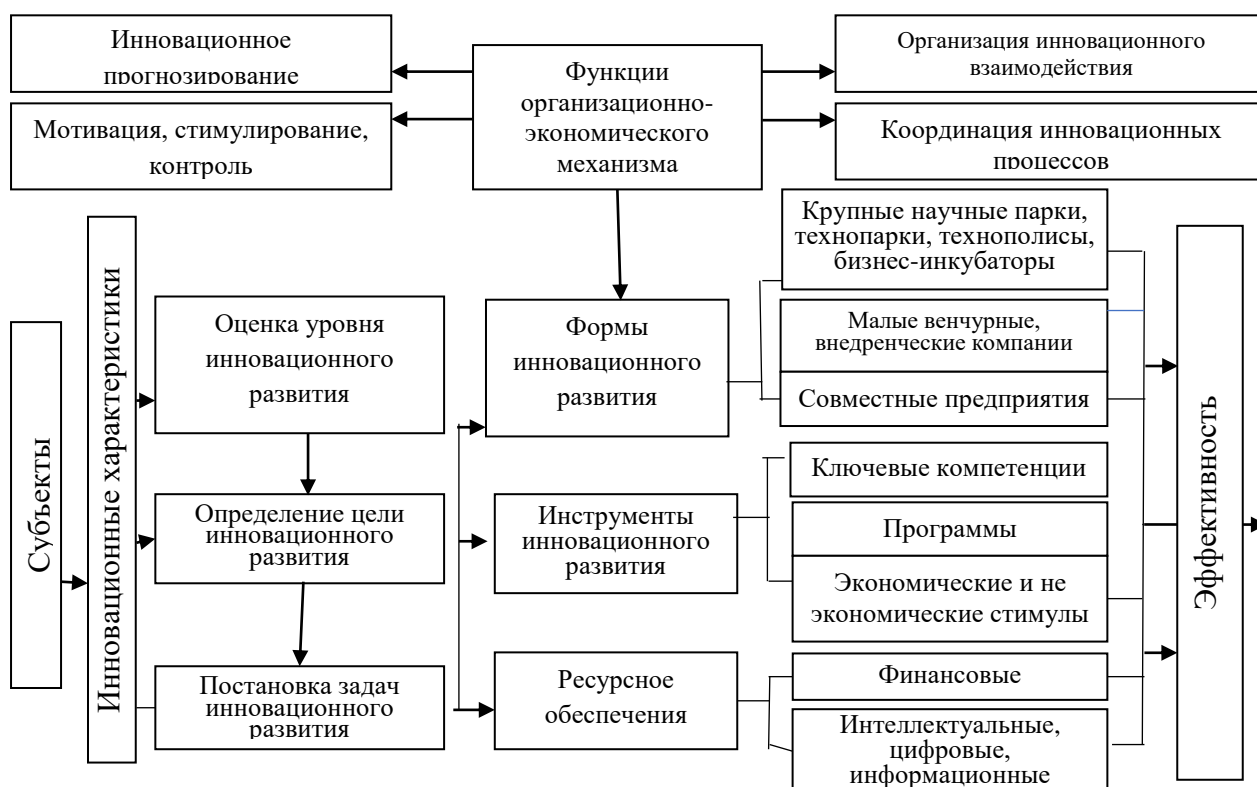 Инновационное
прогнозирование
Функции
организационно-
экономического
механизма
Организация инновационного
взаимодействия
Мотивация, стимулирование,
контроль
Координация инновационных
процессов
Субъекты
Инновационные характеристики
Оценка уровня
инновационного
развития
Определение цели
инновационного
развития
Постановка задач
инновационного
развития
Формы
инновационного
развития
Инструменты
инновационного
развития
Ресурсное
обеспечения
Крупные научные парки,
технопарки, технополисы,
бизнес-инкубаторы
Малые венчурные,
внедренческие компании
Совместные предприятия
Ключевые компетенции
Программы
Экономические и не
экономические стимулы
Финансовые
Интеллектуальные,
цифровые,
информационные
Эффективность